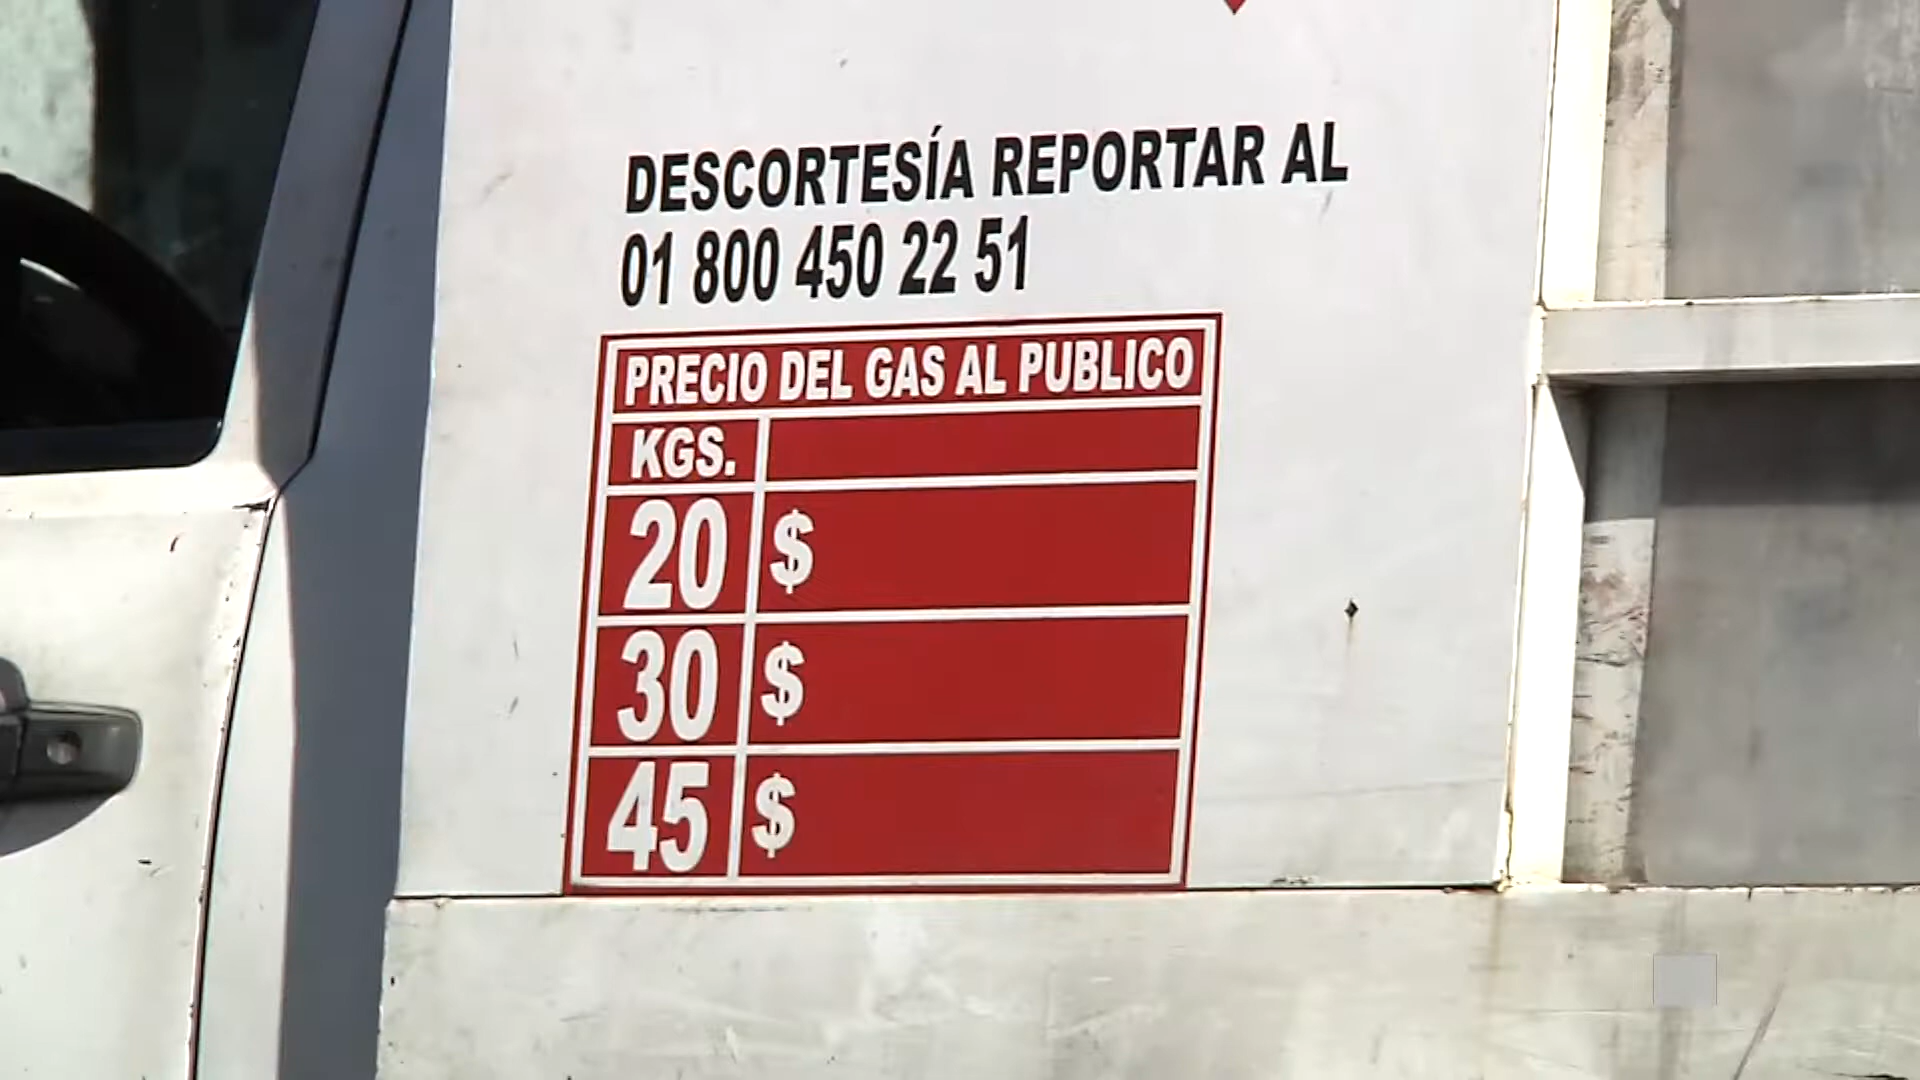 DESCORTESÍA REPORTAR AL
01 800 450 22 51
PRECIO DEL GAS AL PUBLICO
KGS.
20 $
30 $
45 $